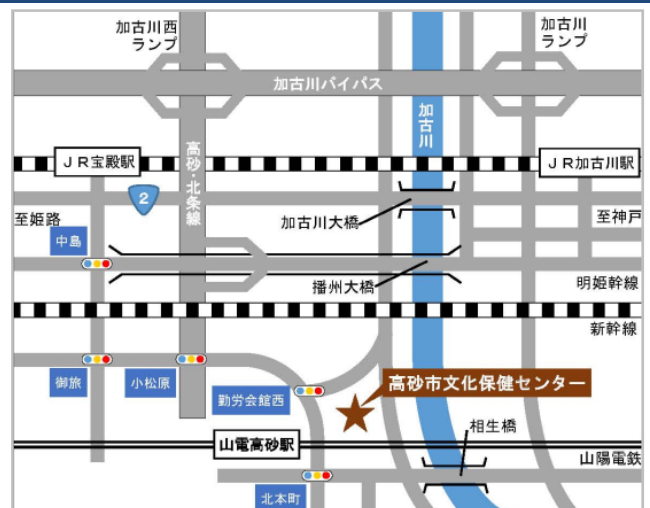 加古川西
ランプ
加古川
ランプ
加古川バイパス
加古川
高砂・北条線
JR宝殿駅
JR加古川駅
2
至姫路
加古川大橋
至神戸
中島
播州大橋
明姫幹線
新幹線
御旅
小松原
勤労会館西
高砂市文化保健センター
相生橋
山電高砂駅
山陽電鉄
北本町